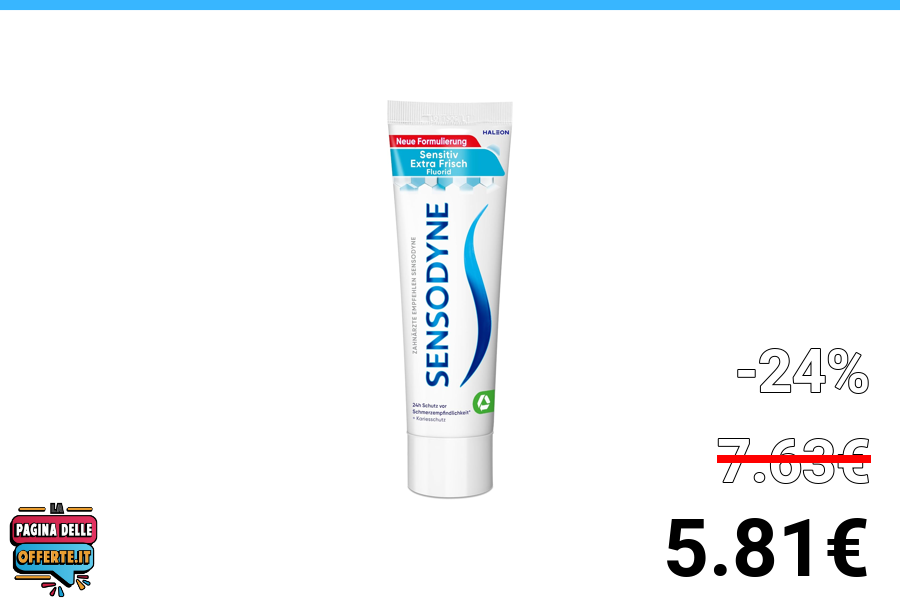 HALEON
Neue Formulierung
Sensitiv
Extra Frisch
Fluorid
ZAHNÄRZTE EMPFEHLEN SENSODYNE
SENSODYNE
24h Schutz vor
Schmerzempfindlichkeit*
+ Kariesschutz
-24%
7.63€
5.81€
LA
PAGINA DELLE
OFFERTE.IT